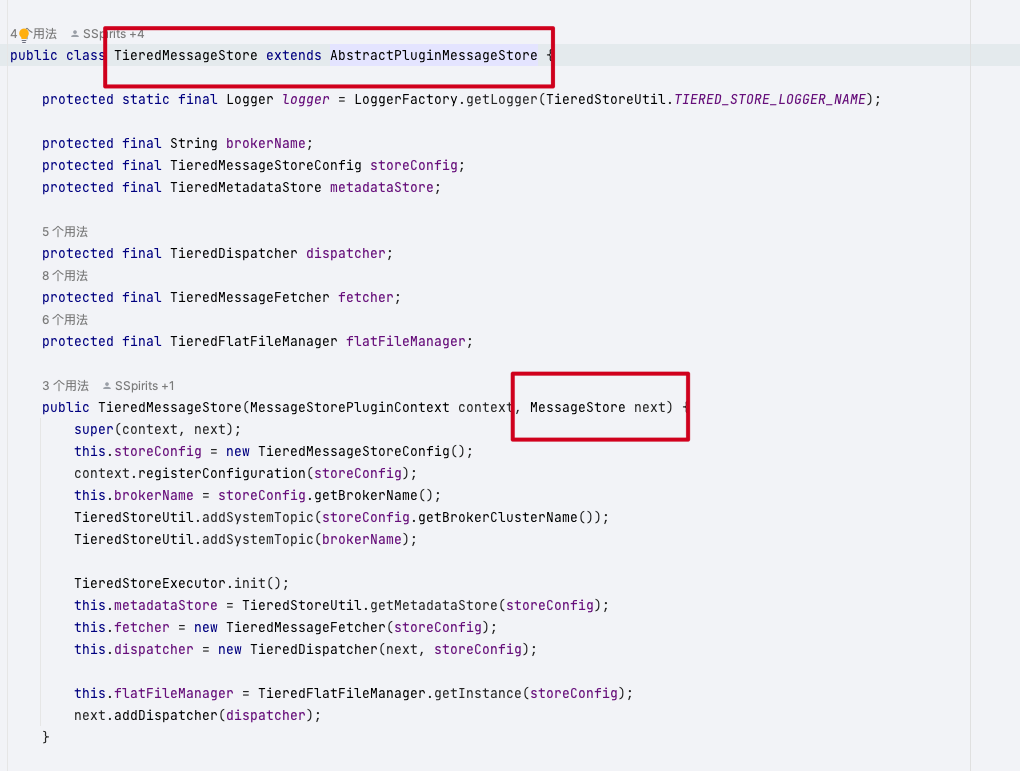 4个用法 SSpirits +4
public class TieredMessageStore extends AbstractPluginMessageStore {
protected static final Logger logger = LoggerFactory.getLogger(TieredStoreUtil.TIERED_STORE_LOGGER_NAME);
protected final String brokerName;
protected final TieredMessageStoreConfig storeConfig;
protected final TieredMetadataStore metadataStore;
5 个用法
protected final TieredDispatcher dispatcher;
8 个用法
protected final TieredMessageFetcher fetcher;
6 个用法
protected final TieredFlatFileManager flatFileManager;
3 个用法 SSpirits +1
public TieredMessageStore(MessageStorePluginContext context, MessageStore next) {
super(context, next);
this.storeConfig = new TieredMessageStoreConfig();
context.registerConfiguration(storeConfig);
this.brokerName = storeConfig.getBrokerName();
TieredStoreUtil.addSystemTopic(storeConfig.getBrokerClusterName());
TieredStoreUtil.addSystemTopic(brokerName);
TieredStoreExecutor.init();
this.metadataStore = TieredStoreUtil.getMetadataStore(storeConfig);
this.fetcher = new TieredMessageFetcher(storeConfig);
this.dispatcher = new TieredDispatcher(next, storeConfig);
this.flatFileManager = TieredFlatFileManager.getInstance(storeConfig);
next.addDispatcher(dispatcher);
}